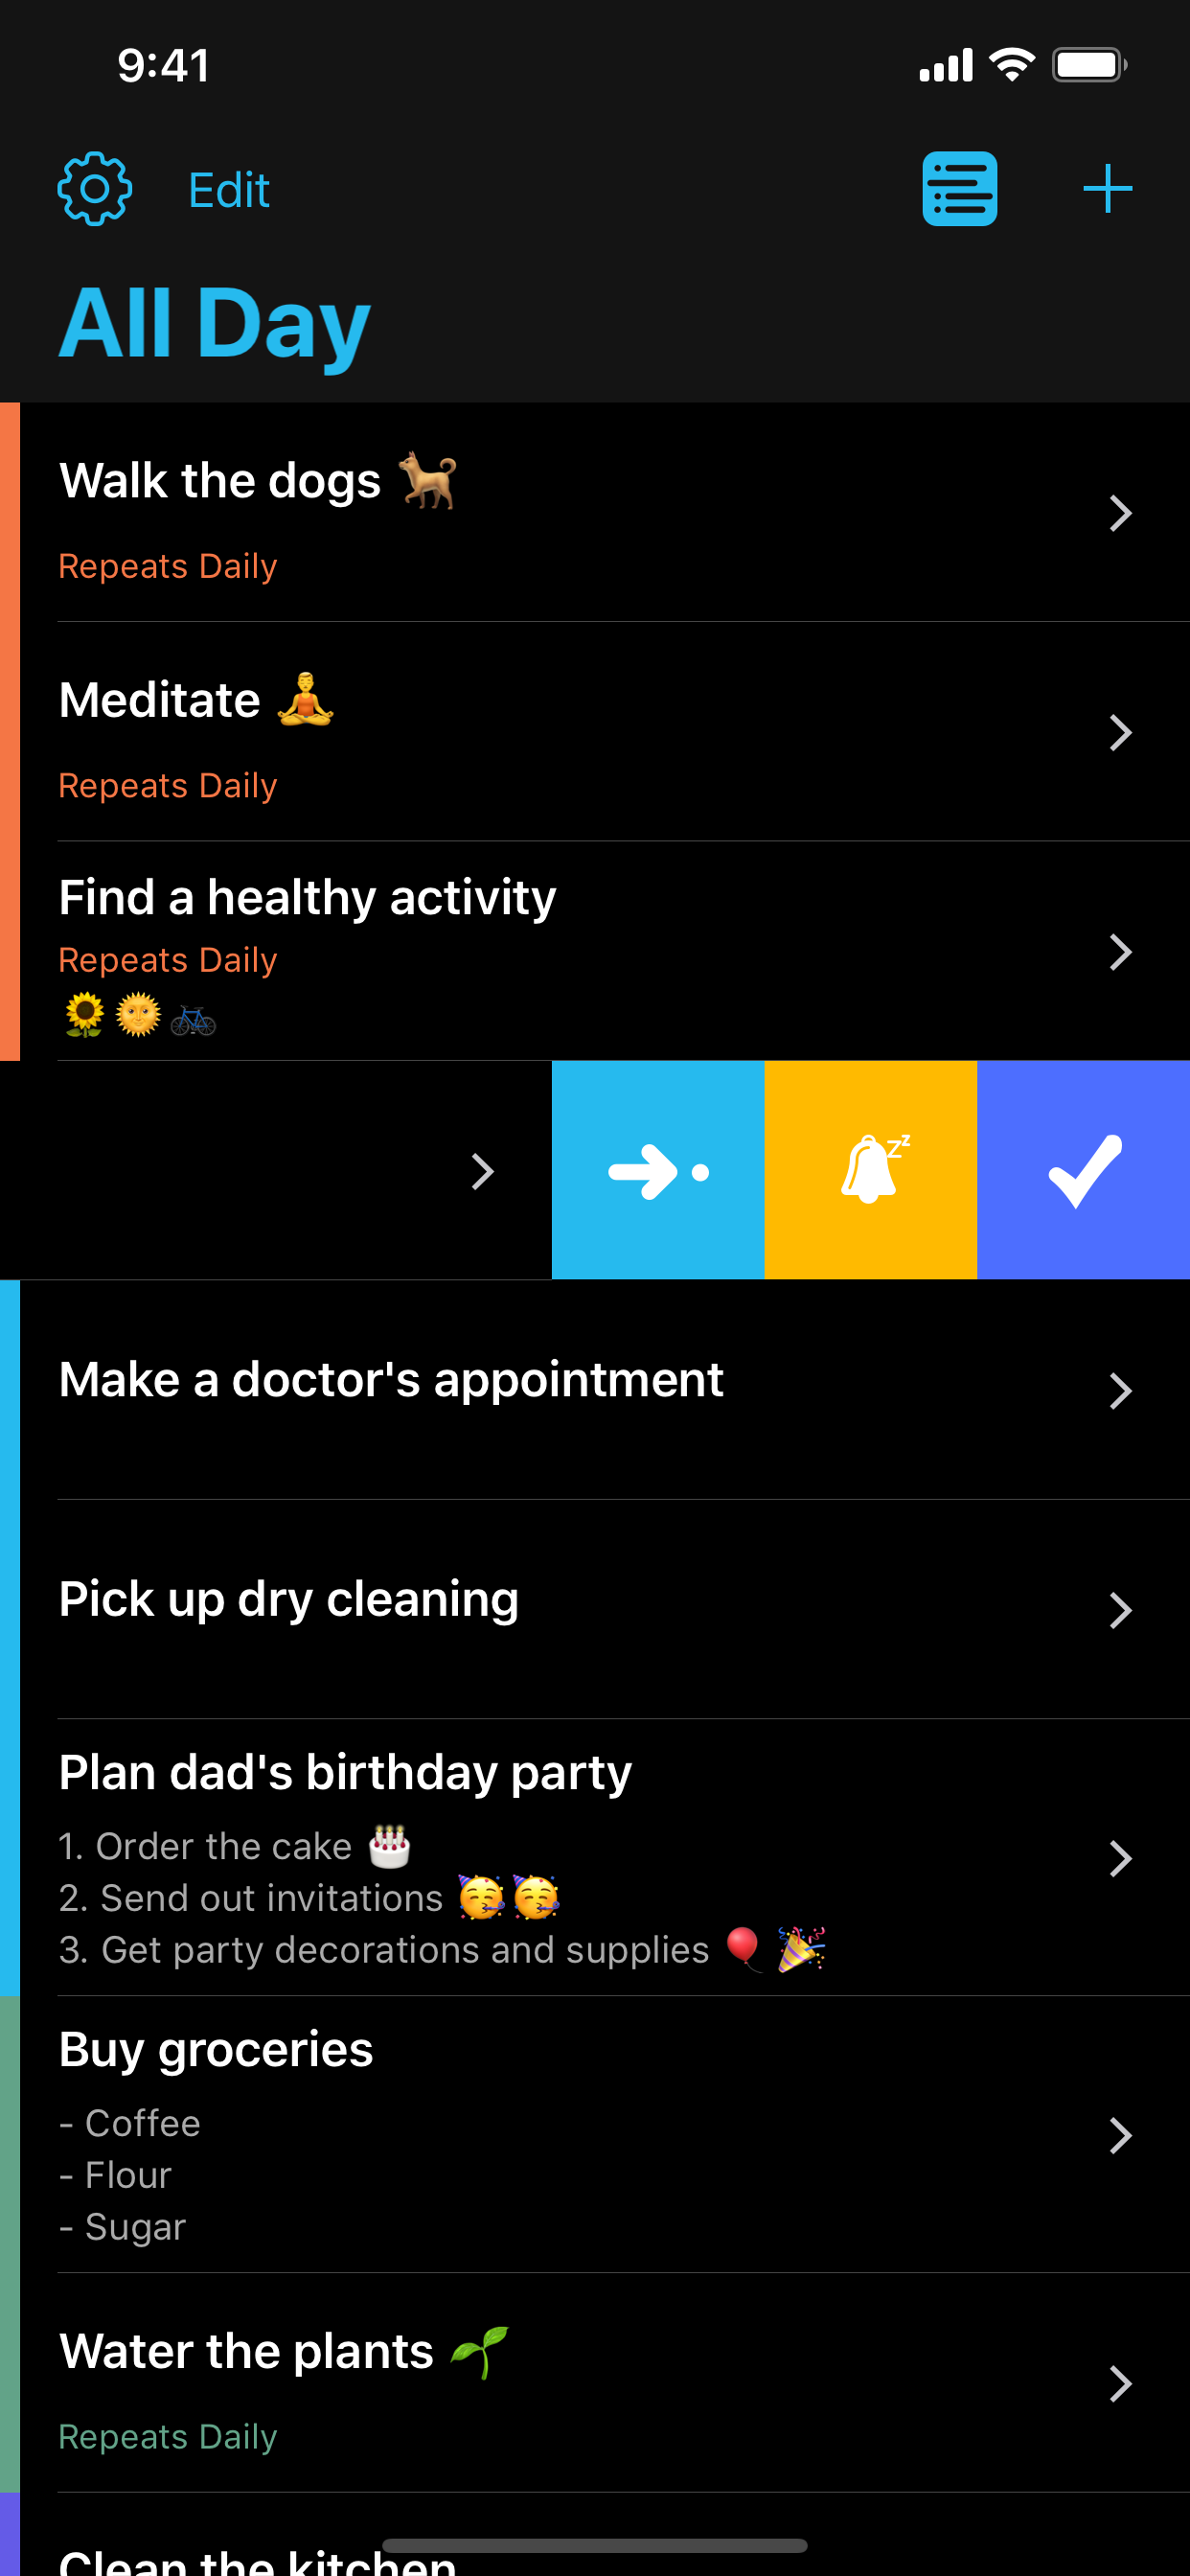 9:41
Edit
All Day
Walk the dogs 🐕
Repeats Daily
Meditate 🧘
Repeats Daily
Find a healthy activity
Repeats Daily
🌻🌞🚲
zz
Make a doctor's appointment
Pick up dry cleaning
Plan dad's birthday party
1. Order the cake 🎂
2. Send out invitations 🥳🥳
3. Get party decorations and supplies 🎈🎉
Buy groceries
- Coffee
- Flour
- Sugar
Water the plants 🌱
Repeats Daily
Clean the kitchen